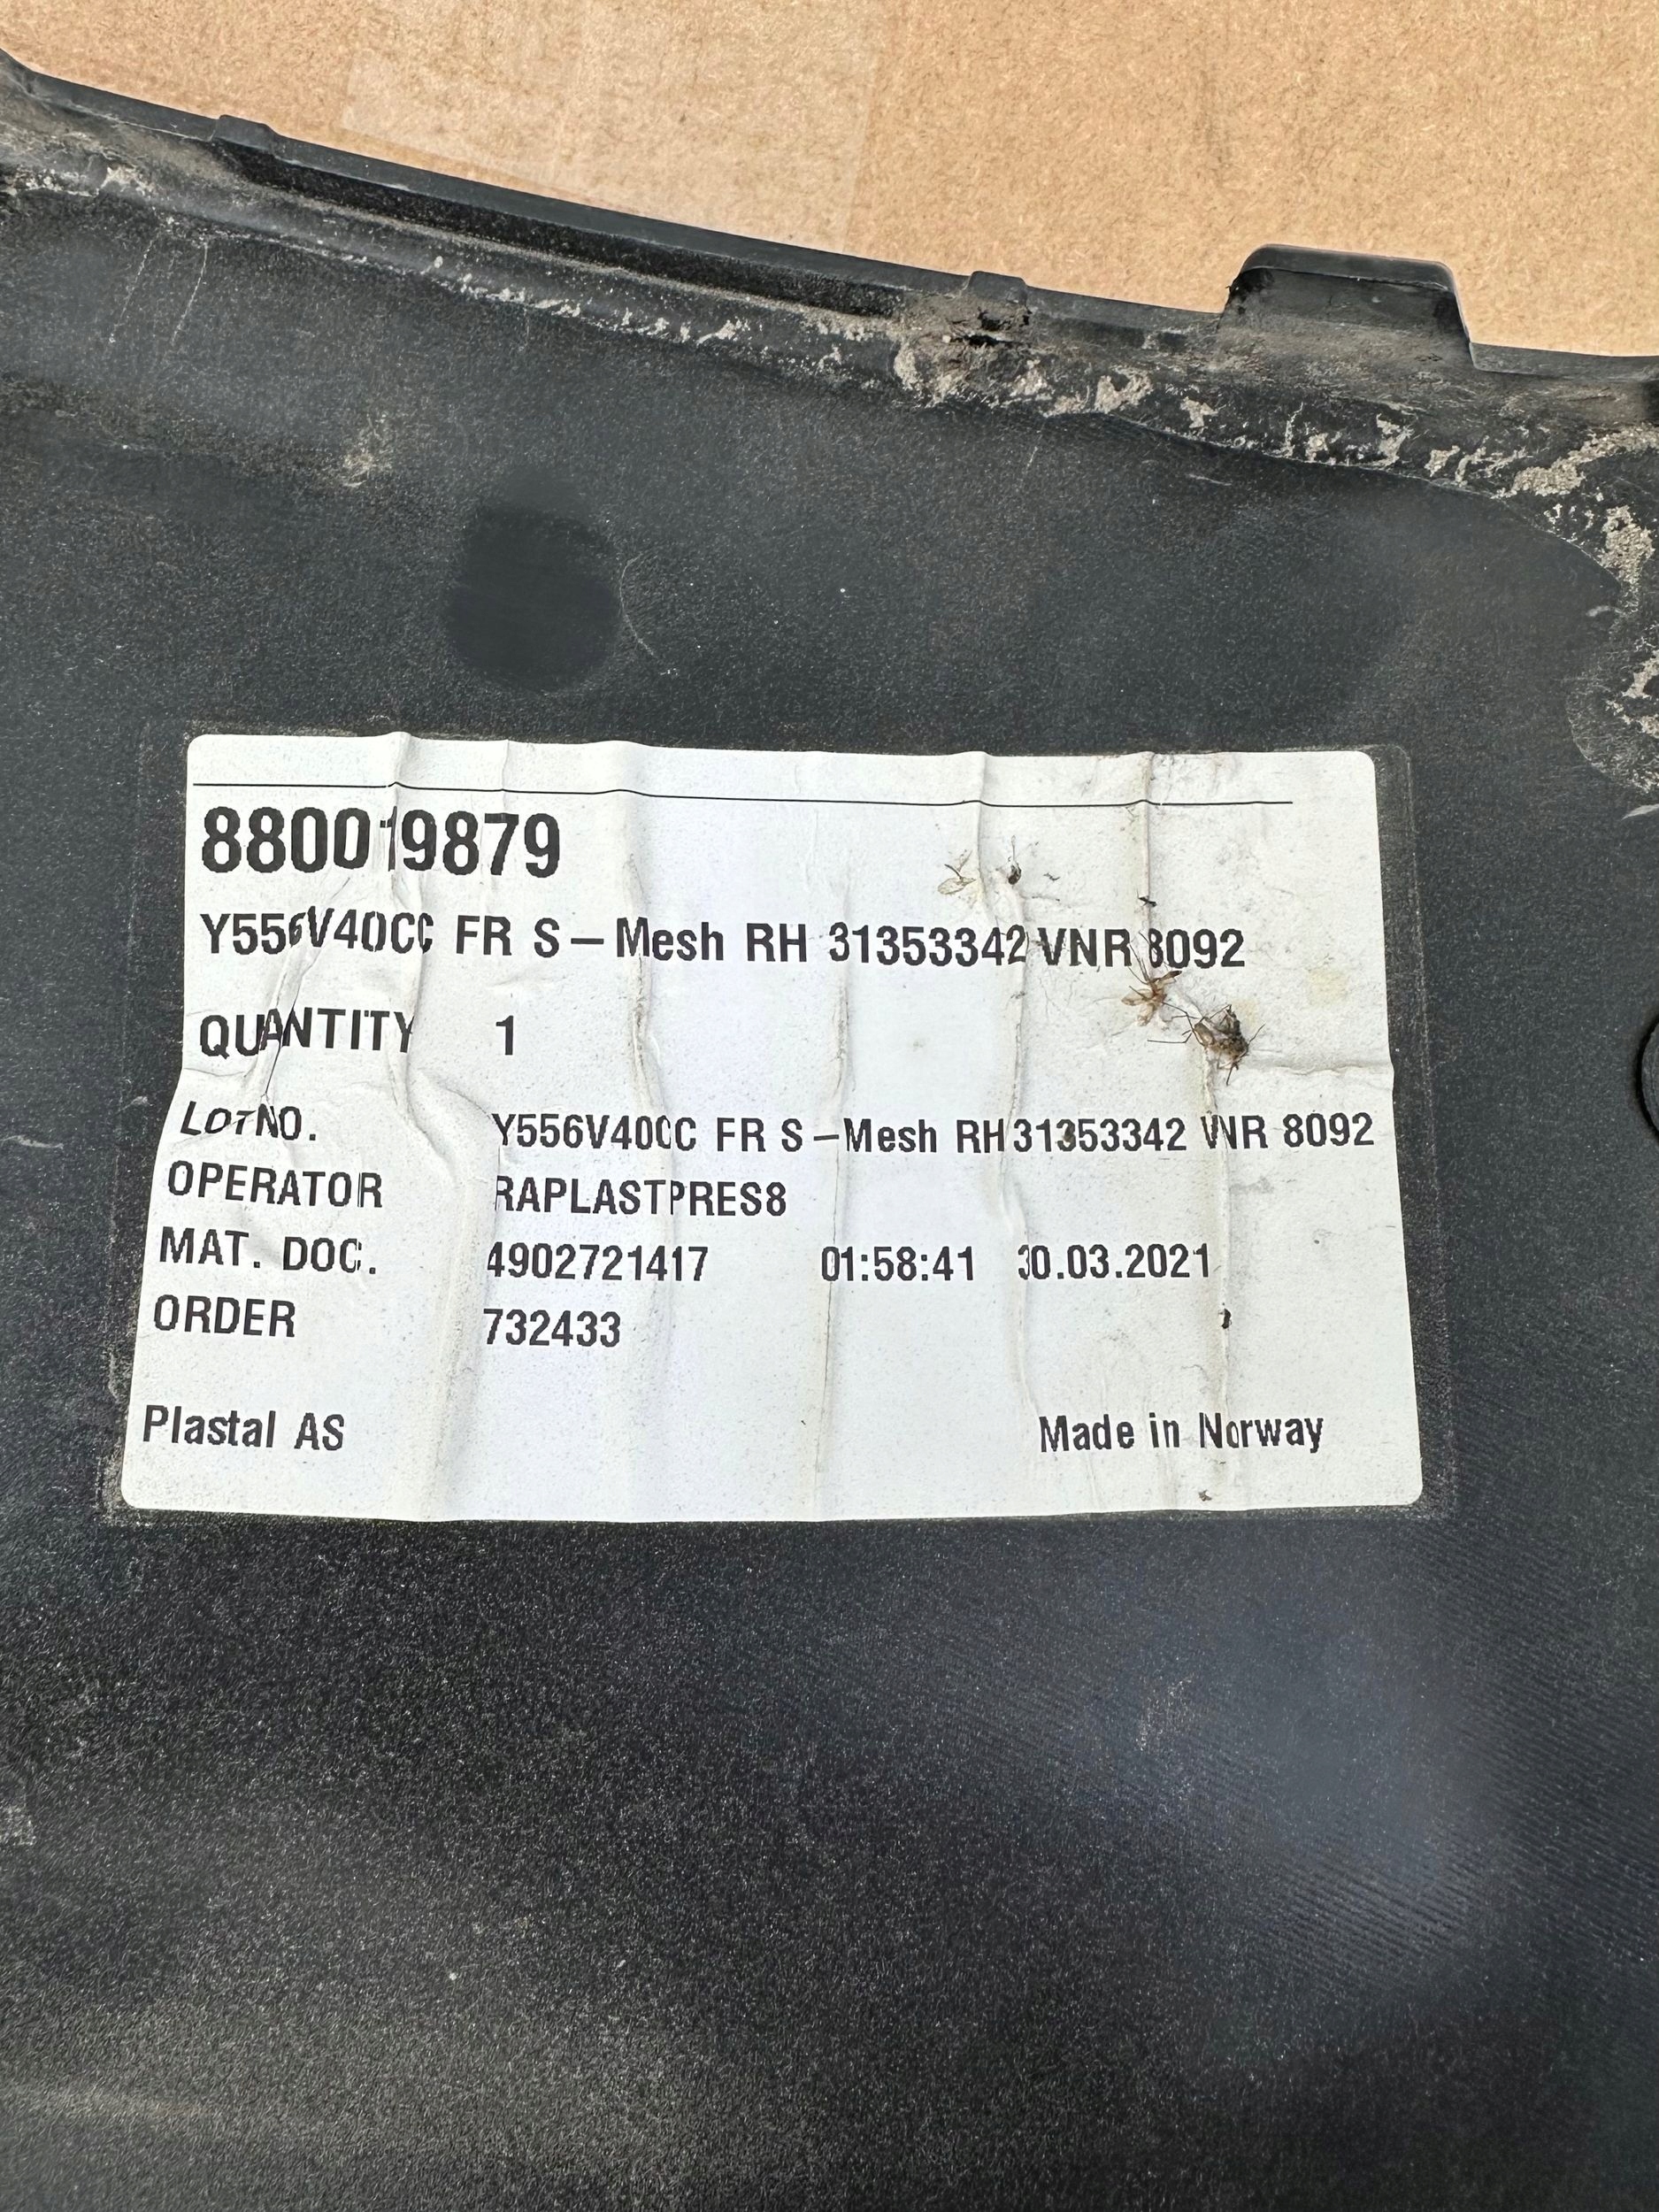 880019879
Y556V40CC FR S-Mesh RH 31353342 VNR 8092
QUANTITY 1
LOTNO. Y556V40CC FR S-Mesh RH 31353342 VNR 8092
OPERATOR RAPLASTPRES8
MAT. DOC. 4902721417 01:58:41 30.03.2021
ORDER 732433
Plastal AS Made in Norway